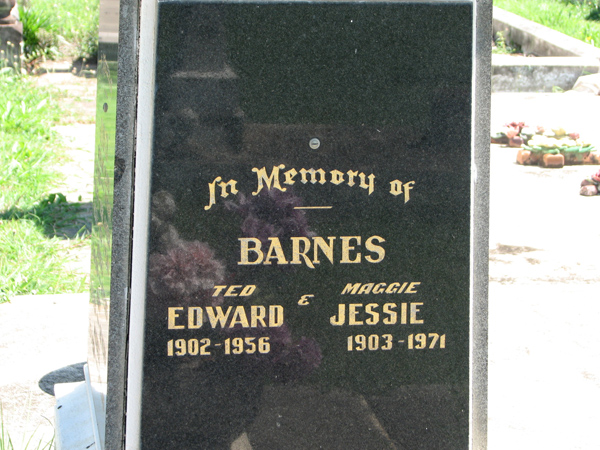 In Memory of
BARNES
TED & MAGGIE
EDWARD JESSIE
1902-1956 1903-1971